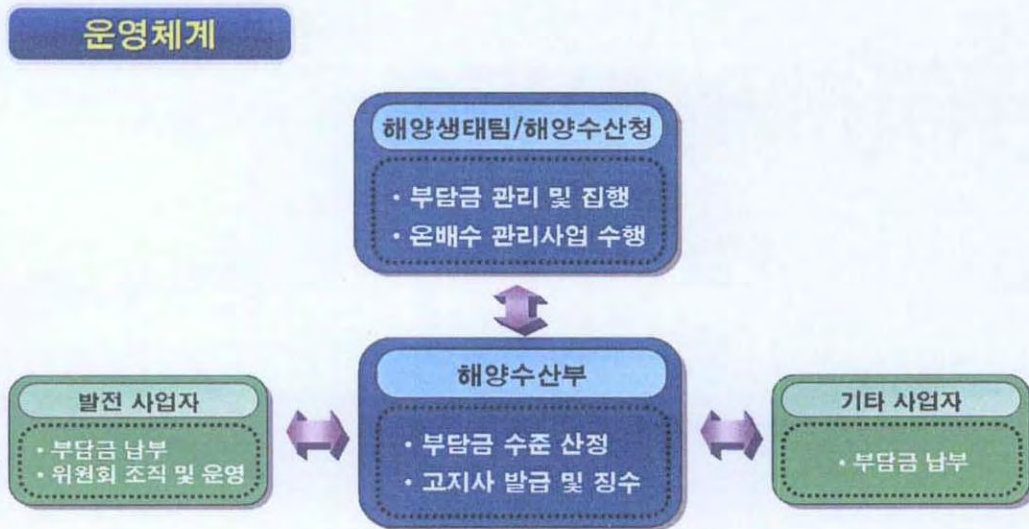 운영체계
해양생태팀/해양수산청
· 부담금 관리 및 집행
· 온배수 관리사업 수행
해양수산부
· 부담금 수준 산정
· 고지사 발급 및 징수
발전 사업자
· 부담금 납부
· 위원회 조직 및 운영
기타 사업자
· 부담금 납부